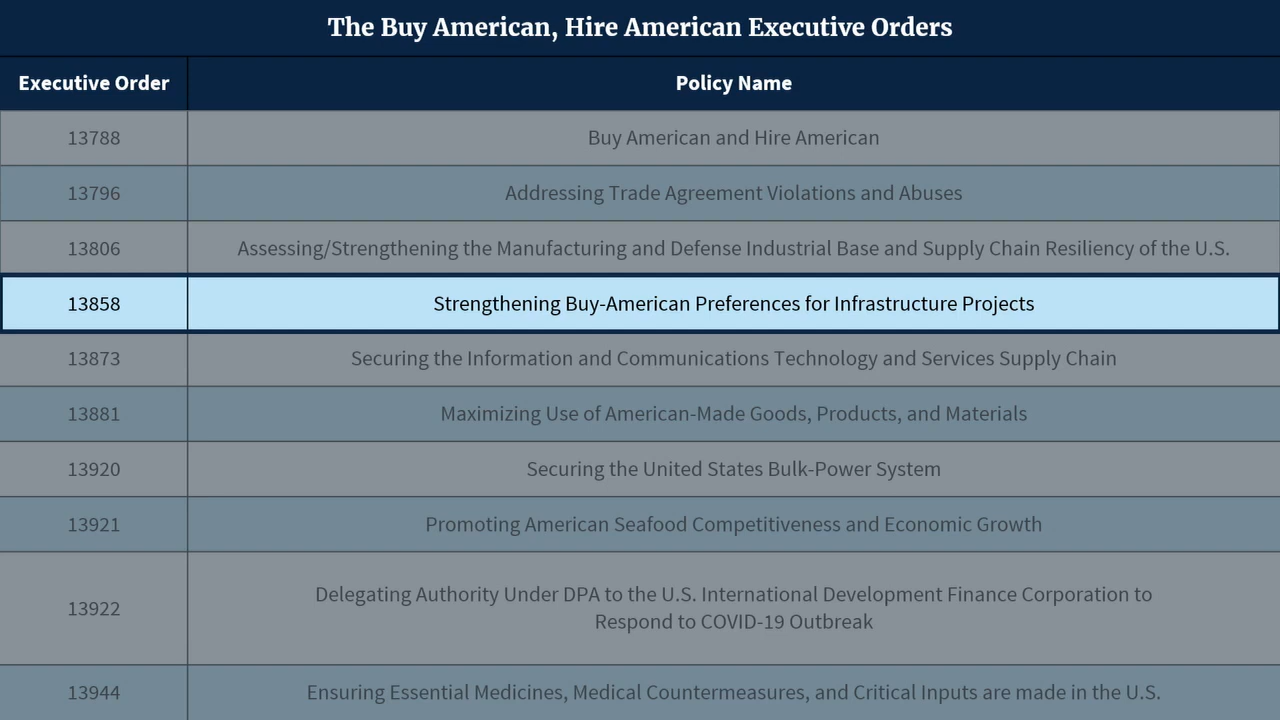 The Buy American, Hire American Executive Orders
Executive Order Policy Name
13788 Buy American and Hire American
13796 Addressing Trade Agreement Violations and Abuses
13806 Assessing/Strengthening the Manufacturing and Defense Industrial Base and Supply Chain Resiliency of the U.S.
13858 Strengthening Buy-American Preferences for Infrastructure Projects
13873 Securing the Information and Communications Technology and Services Supply Chain
13881 Maximizing Use of American-Made Goods, Products, and Materials
13920 Securing the United States Bulk-Power System
13921 Promoting American Seafood Competitiveness and Economic Growth
13922 Delegating Authority Under DPA to the U.S. International Development Finance Corporation to
Respond to COVID-19 Outbreak
13944 Ensuring Essential Medicines, Medical Countermeasures, and Critical Inputs are made in the U.S.